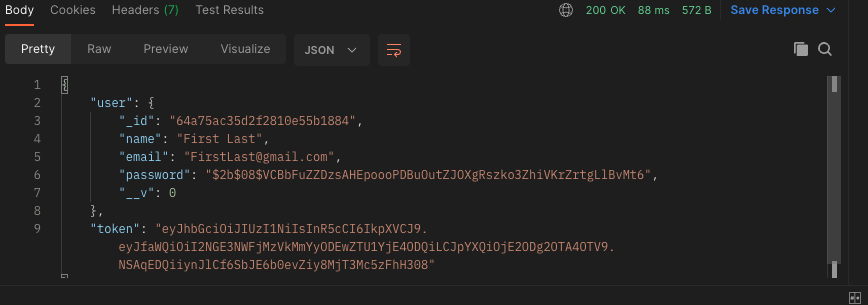 Body Cookies Headers (7) Test Results 200 OK 88 ms 572 B Save Response
Pretty Raw Preview Visualize JSON
1 {
2 "user": {
3 "_id": "64a75ac35d2f2810e55b1884",
4 "name": "First Last",
5 "email": "FirstLast@gmail.com",
6 "password": "$2b$08$VCBbFuZZDzsAHEpoooPDBuOutZJOXgRszko3ZhiVKrZrtgLlBvMt6",
7 "__v": 0
8 },
9 "token": "eyJhbGciOiJIUzI1NiIsInR5cCI6IkpXVCJ9.
eyJfaWQiOiI2NGE3NWFjMzVkMmYyODEwZTU1YjE4ODQiLCJpYXQiOjE2ODg2OTA4OTV9.
NSAqEDQiiynJlCf6SbJE6b0evZiy8MjT3Mc5zFhH308"